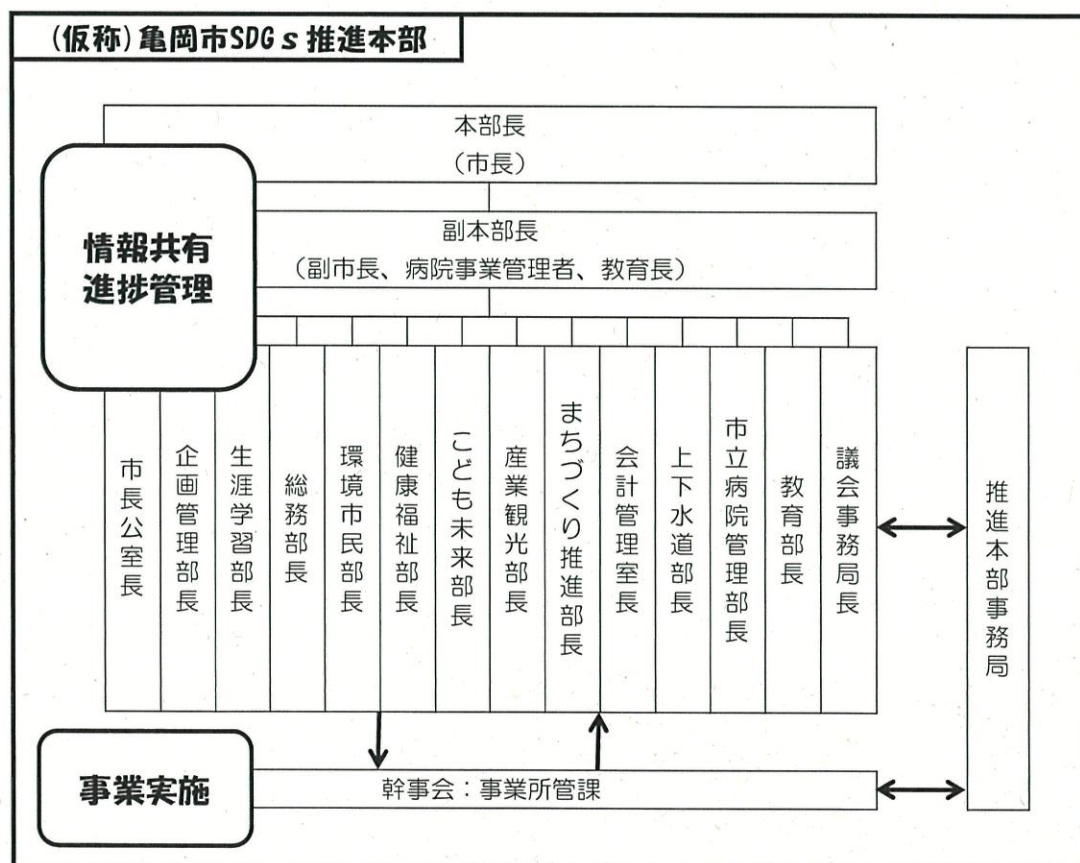 (仮称)亀岡市SDGs推進本部
本部長
(市長)
情報共有
進捗管理
副本部長
(副市長、病院事業管理者、教育長)
市長公室長
企画管理部長
生涯学習部長
総務部長
環境市民部長
健康福祉部長
こども未来部長
産業観光部長
まちづくり推進部長
会計管理室長
上下水道部長
市立病院管理部長
教育部長
議会事務局長
推進本部事務局
事業実施
幹事会:事業所管課